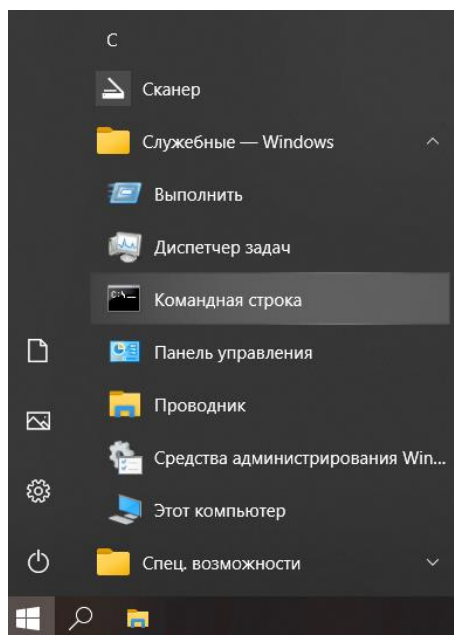 С
Сканер
Служебные — Windows
Выполнить
Диспетчер задач
C:\
Командная строка
Панель управления
Проводник
Средства администрирования Win...
Этот компьютер
Спец. возможности